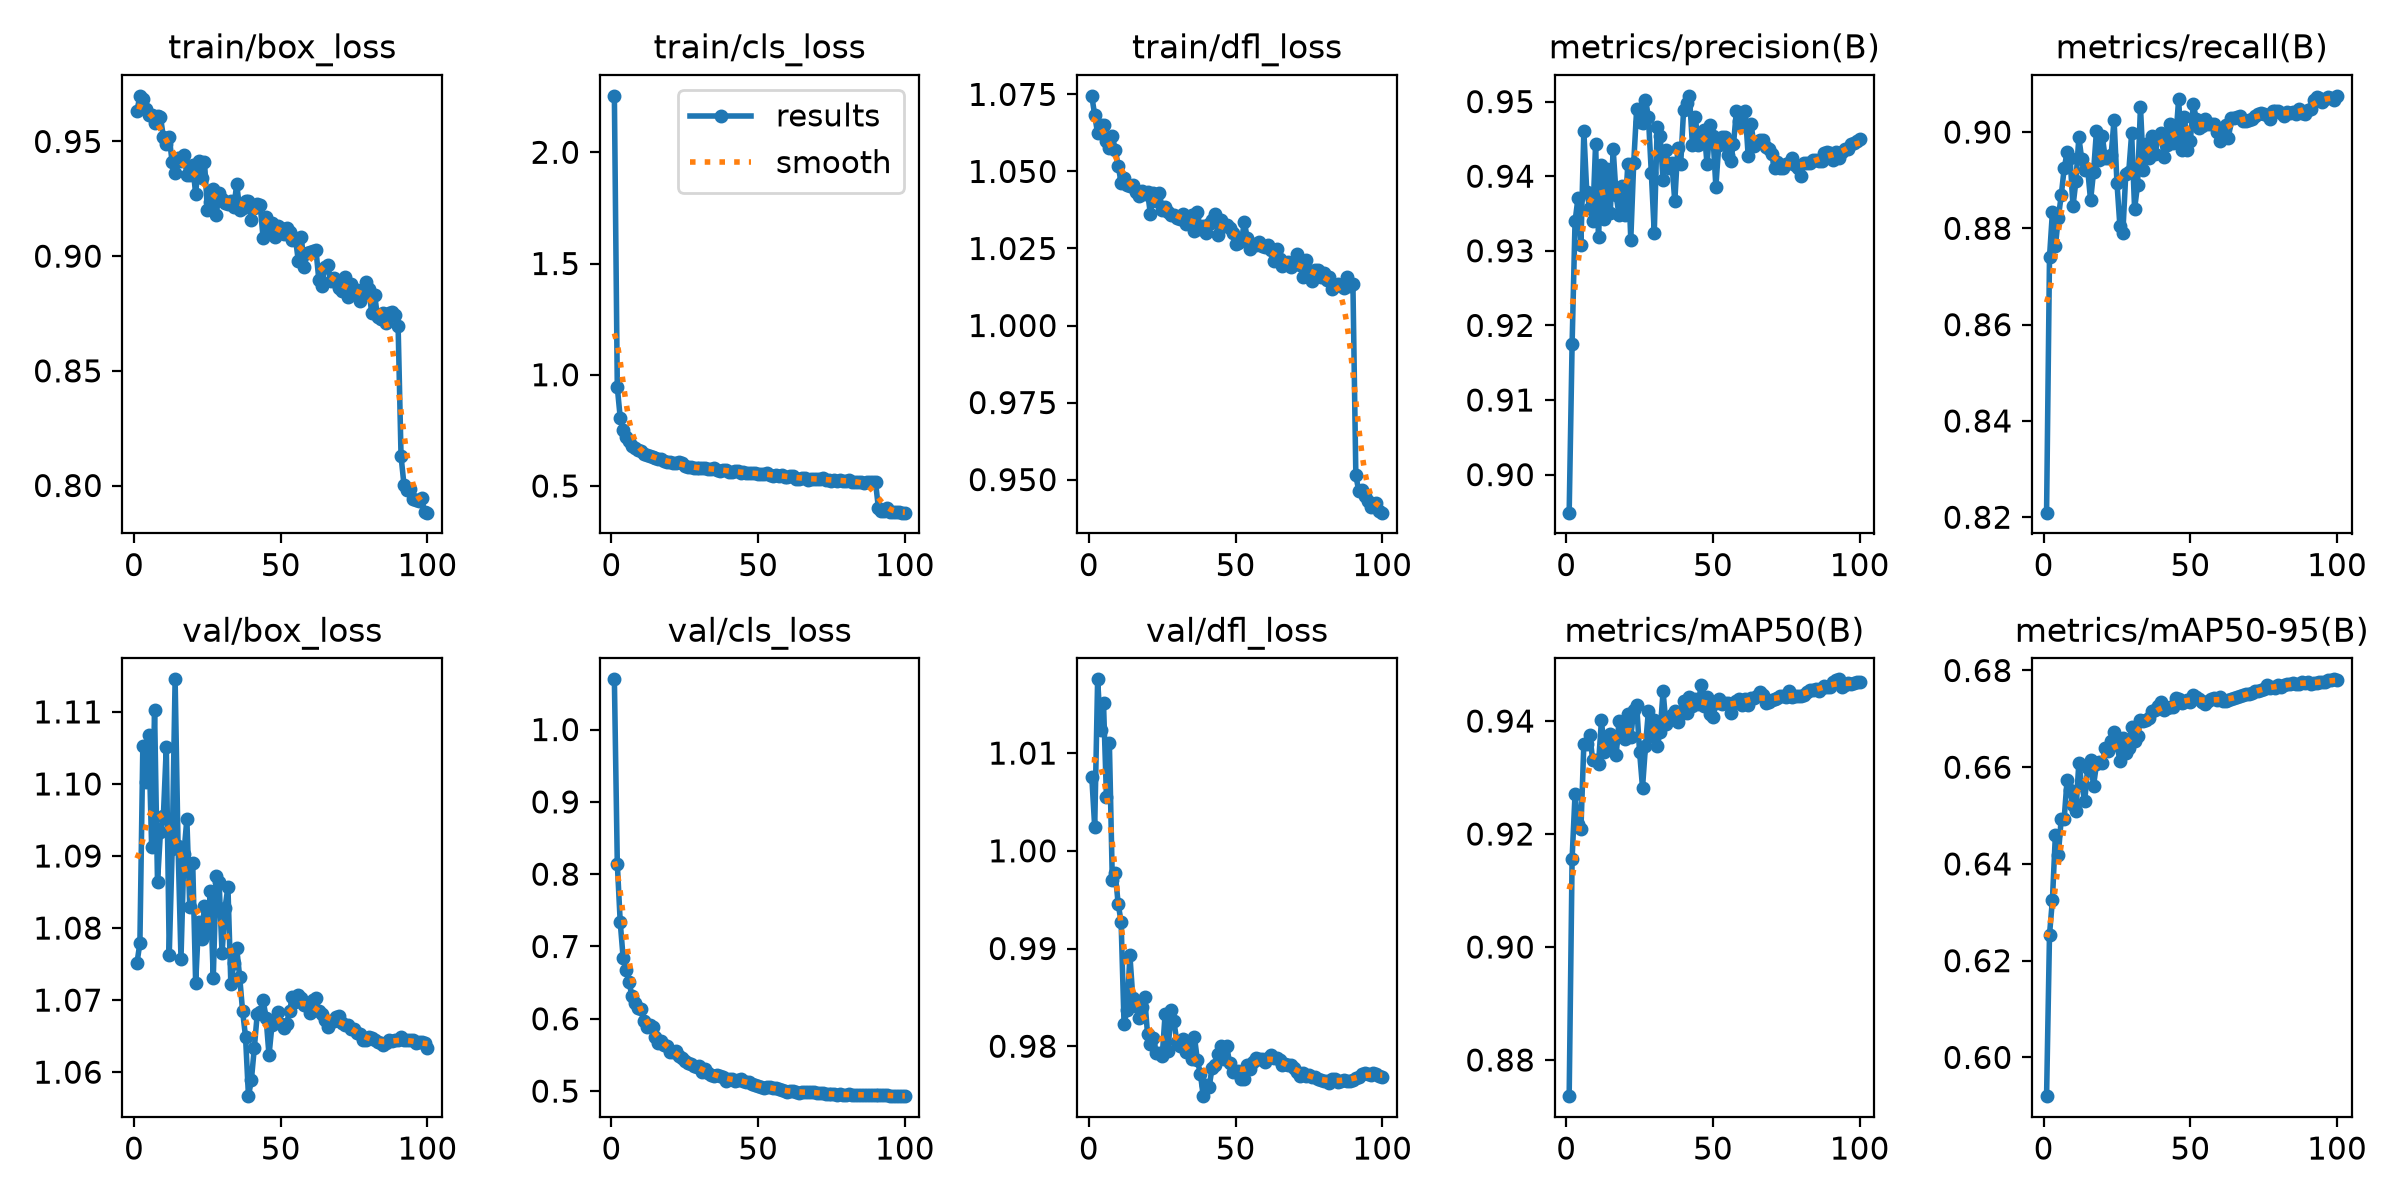 train/box_loss
0.95
0.90
0.85
0.80
0 50 100
train/cls_loss
results
smooth
2.0
1.5
1.0
0.5
0 50 100
train/dfl_loss
1.075
1.050
1.025
1.000
0.975
0.950
0 50 100
metrics/precision(B)
0.95
0.94
0.93
0.92
0.91
0.90
0 50 100
metrics/recall(B)
0.90
0.88
0.86
0.84
0.82
0 50 100
val/box_loss
1.11
1.10
1.09
1.08
1.07
1.06
0 50 100
val/cls_loss
1.0
0.9
0.8
0.7
0.6
0.5
0 50 100
val/dfl_loss
1.01
1.00
0.99
0.98
0 50 100
metrics/mAP50(B)
0.94
0.92
0.90
0.88
0 50 100
metrics/mAP50-95(B)
0.68
0.66
0.64
0.62
0.60
0 50 100